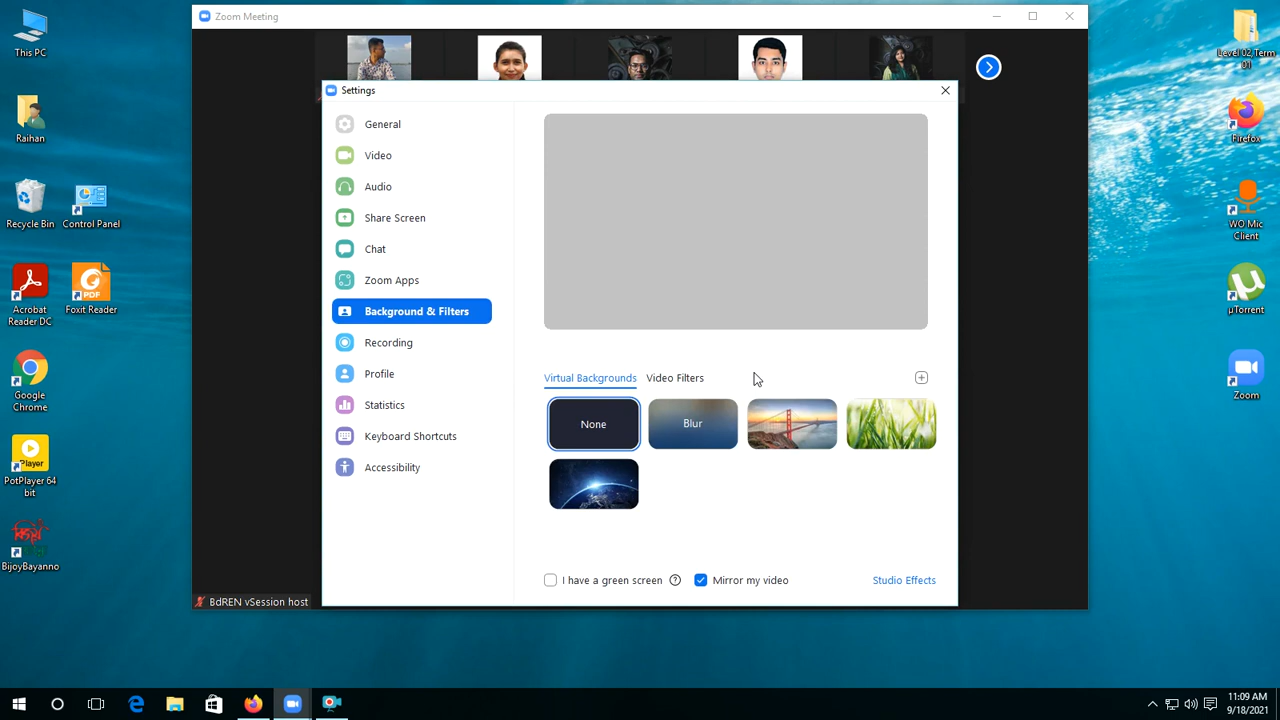 Zoom Meeting
This PC
Raihan
Recycle Bin
Control Panel
Acrobat
Reader DC
Foxit Reader
Google
Chrome
PotPlayer 64
bit
BijoyBayanno
Settings
General
Video
Audio
Share Screen
Chat
Zoom Apps
Background & Filters
Recording
Profile
Statistics
Keyboard Shortcuts
Accessibility
Virtual Backgrounds
Video Filters
None
Blur
I have a green screen
Mirror my video
Studio Effects
BdREN vSession host
Level 02, Term
01
Firefox
WO Mic
Client
µTorrent
Zoom
11:09 AM
9/18/2021